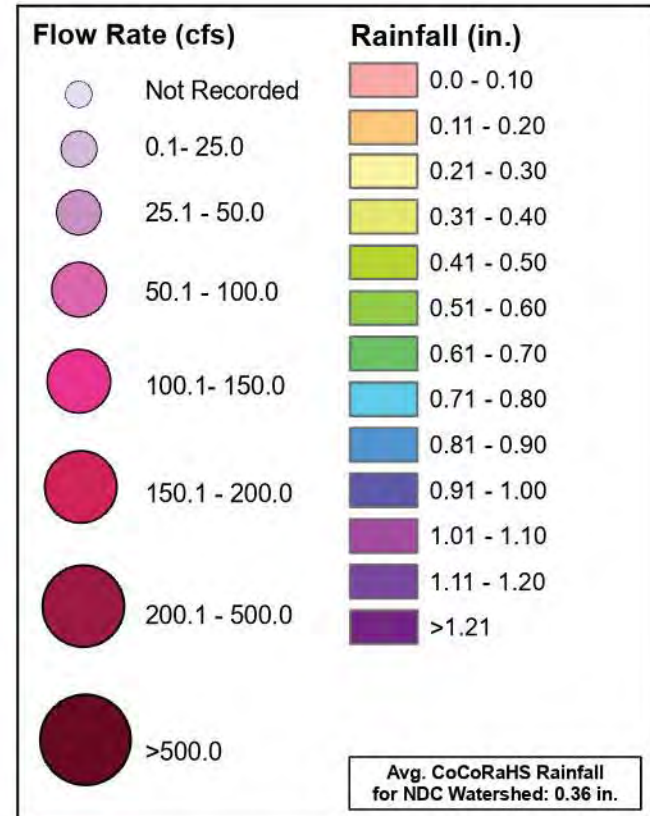 Flow Rate (cfs)
Not Recorded
0.1- 25.0
25.1 - 50.0
50.1 - 100.0
100.1- 150.0
150.1 - 200.0
200.1 - 500.0
>500.0
Rainfall (in.)
0.0 - 0.10
0.11 - 0.20
0.21 - 0.30
0.31 - 0.40
0.41 - 0.50
0.51 - 0.60
0.61 - 0.70
0.71 - 0.80
0.81 - 0.90
0.91 - 1.00
1.01 - 1.10
1.11 - 1.20
>1.21
Avg. CoCoRaHS Rainfall
for NDC Watershed: 0.36 in.